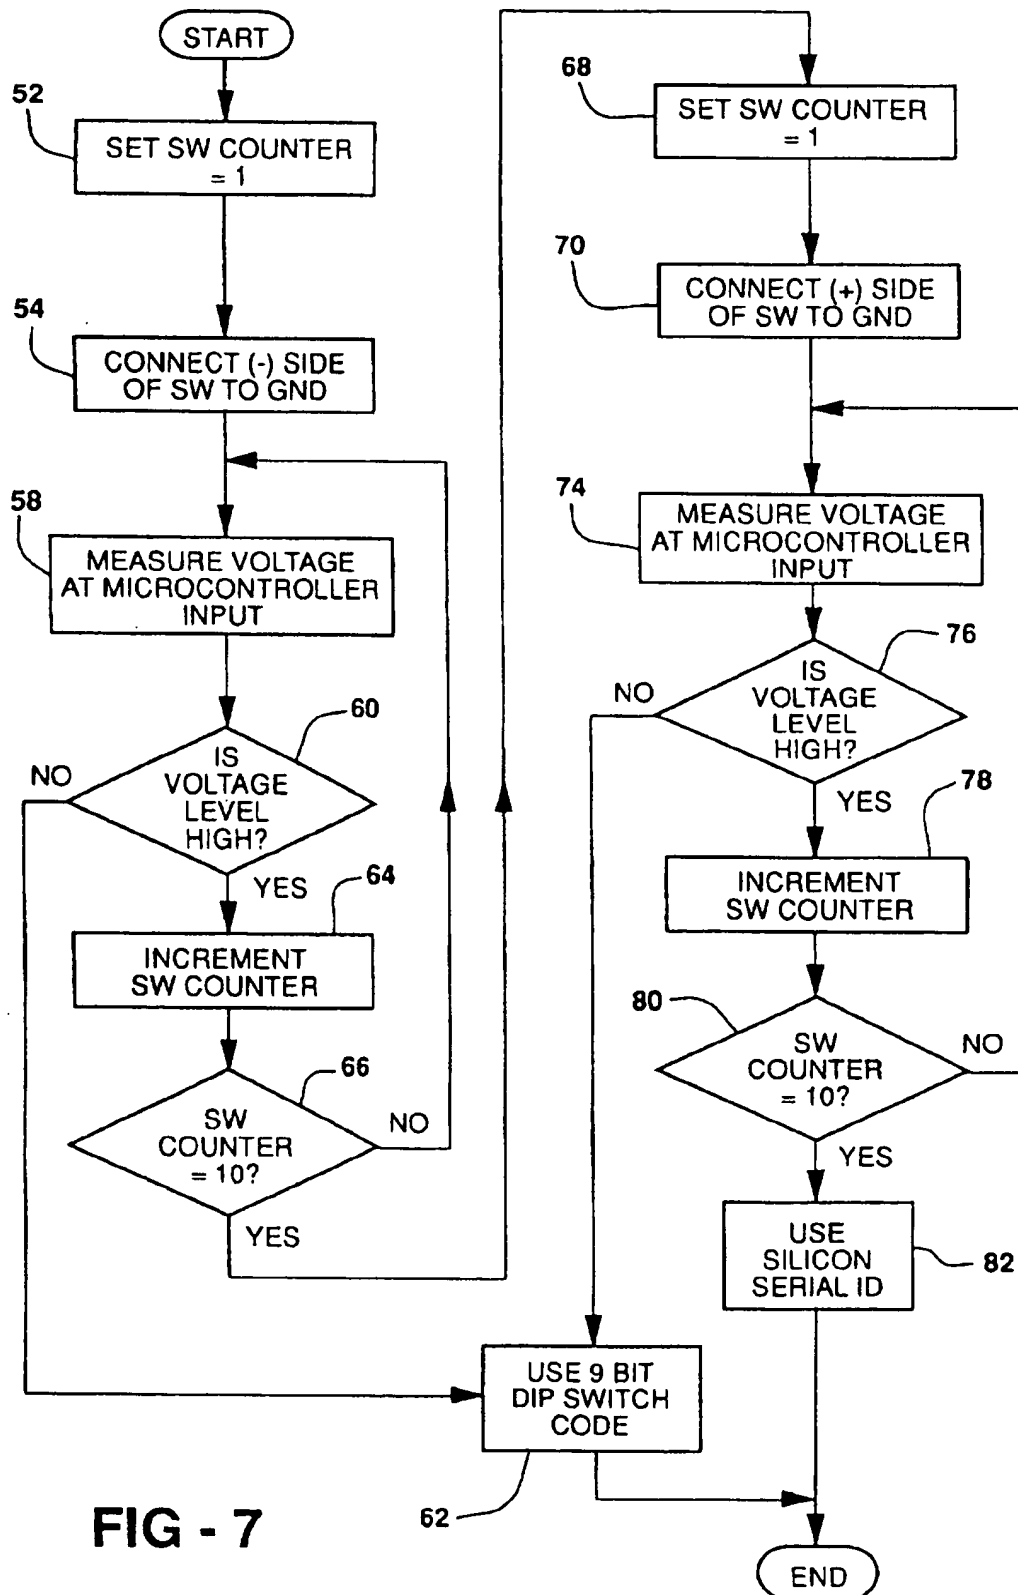 START
52
SET SW COUNTER
= 1
54
CONNECT (-) SIDE
OF SW TO GND
58
MEASURE VOLTAGE
AT MICROCONTROLLER
INPUT
60
IS
VOLTAGE
LEVEL
HIGH?
NO
YES
64
INCREMENT
SW COUNTER
66
SW
COUNTER
= 10?
NO
YES
68
SET SW COUNTER
= 1
70
CONNECT (+) SIDE
OF SW TO GND
74
MEASURE VOLTAGE
AT MICROCONTROLLER
INPUT
76
IS
VOLTAGE
LEVEL
HIGH?
NO
YES
78
INCREMENT
SW COUNTER
80
SW
COUNTER
= 10?
NO
YES
USE
SILICON
SERIAL ID
82
USE 9 BIT
DIP SWITCH
CODE
62
END
FIG - 7